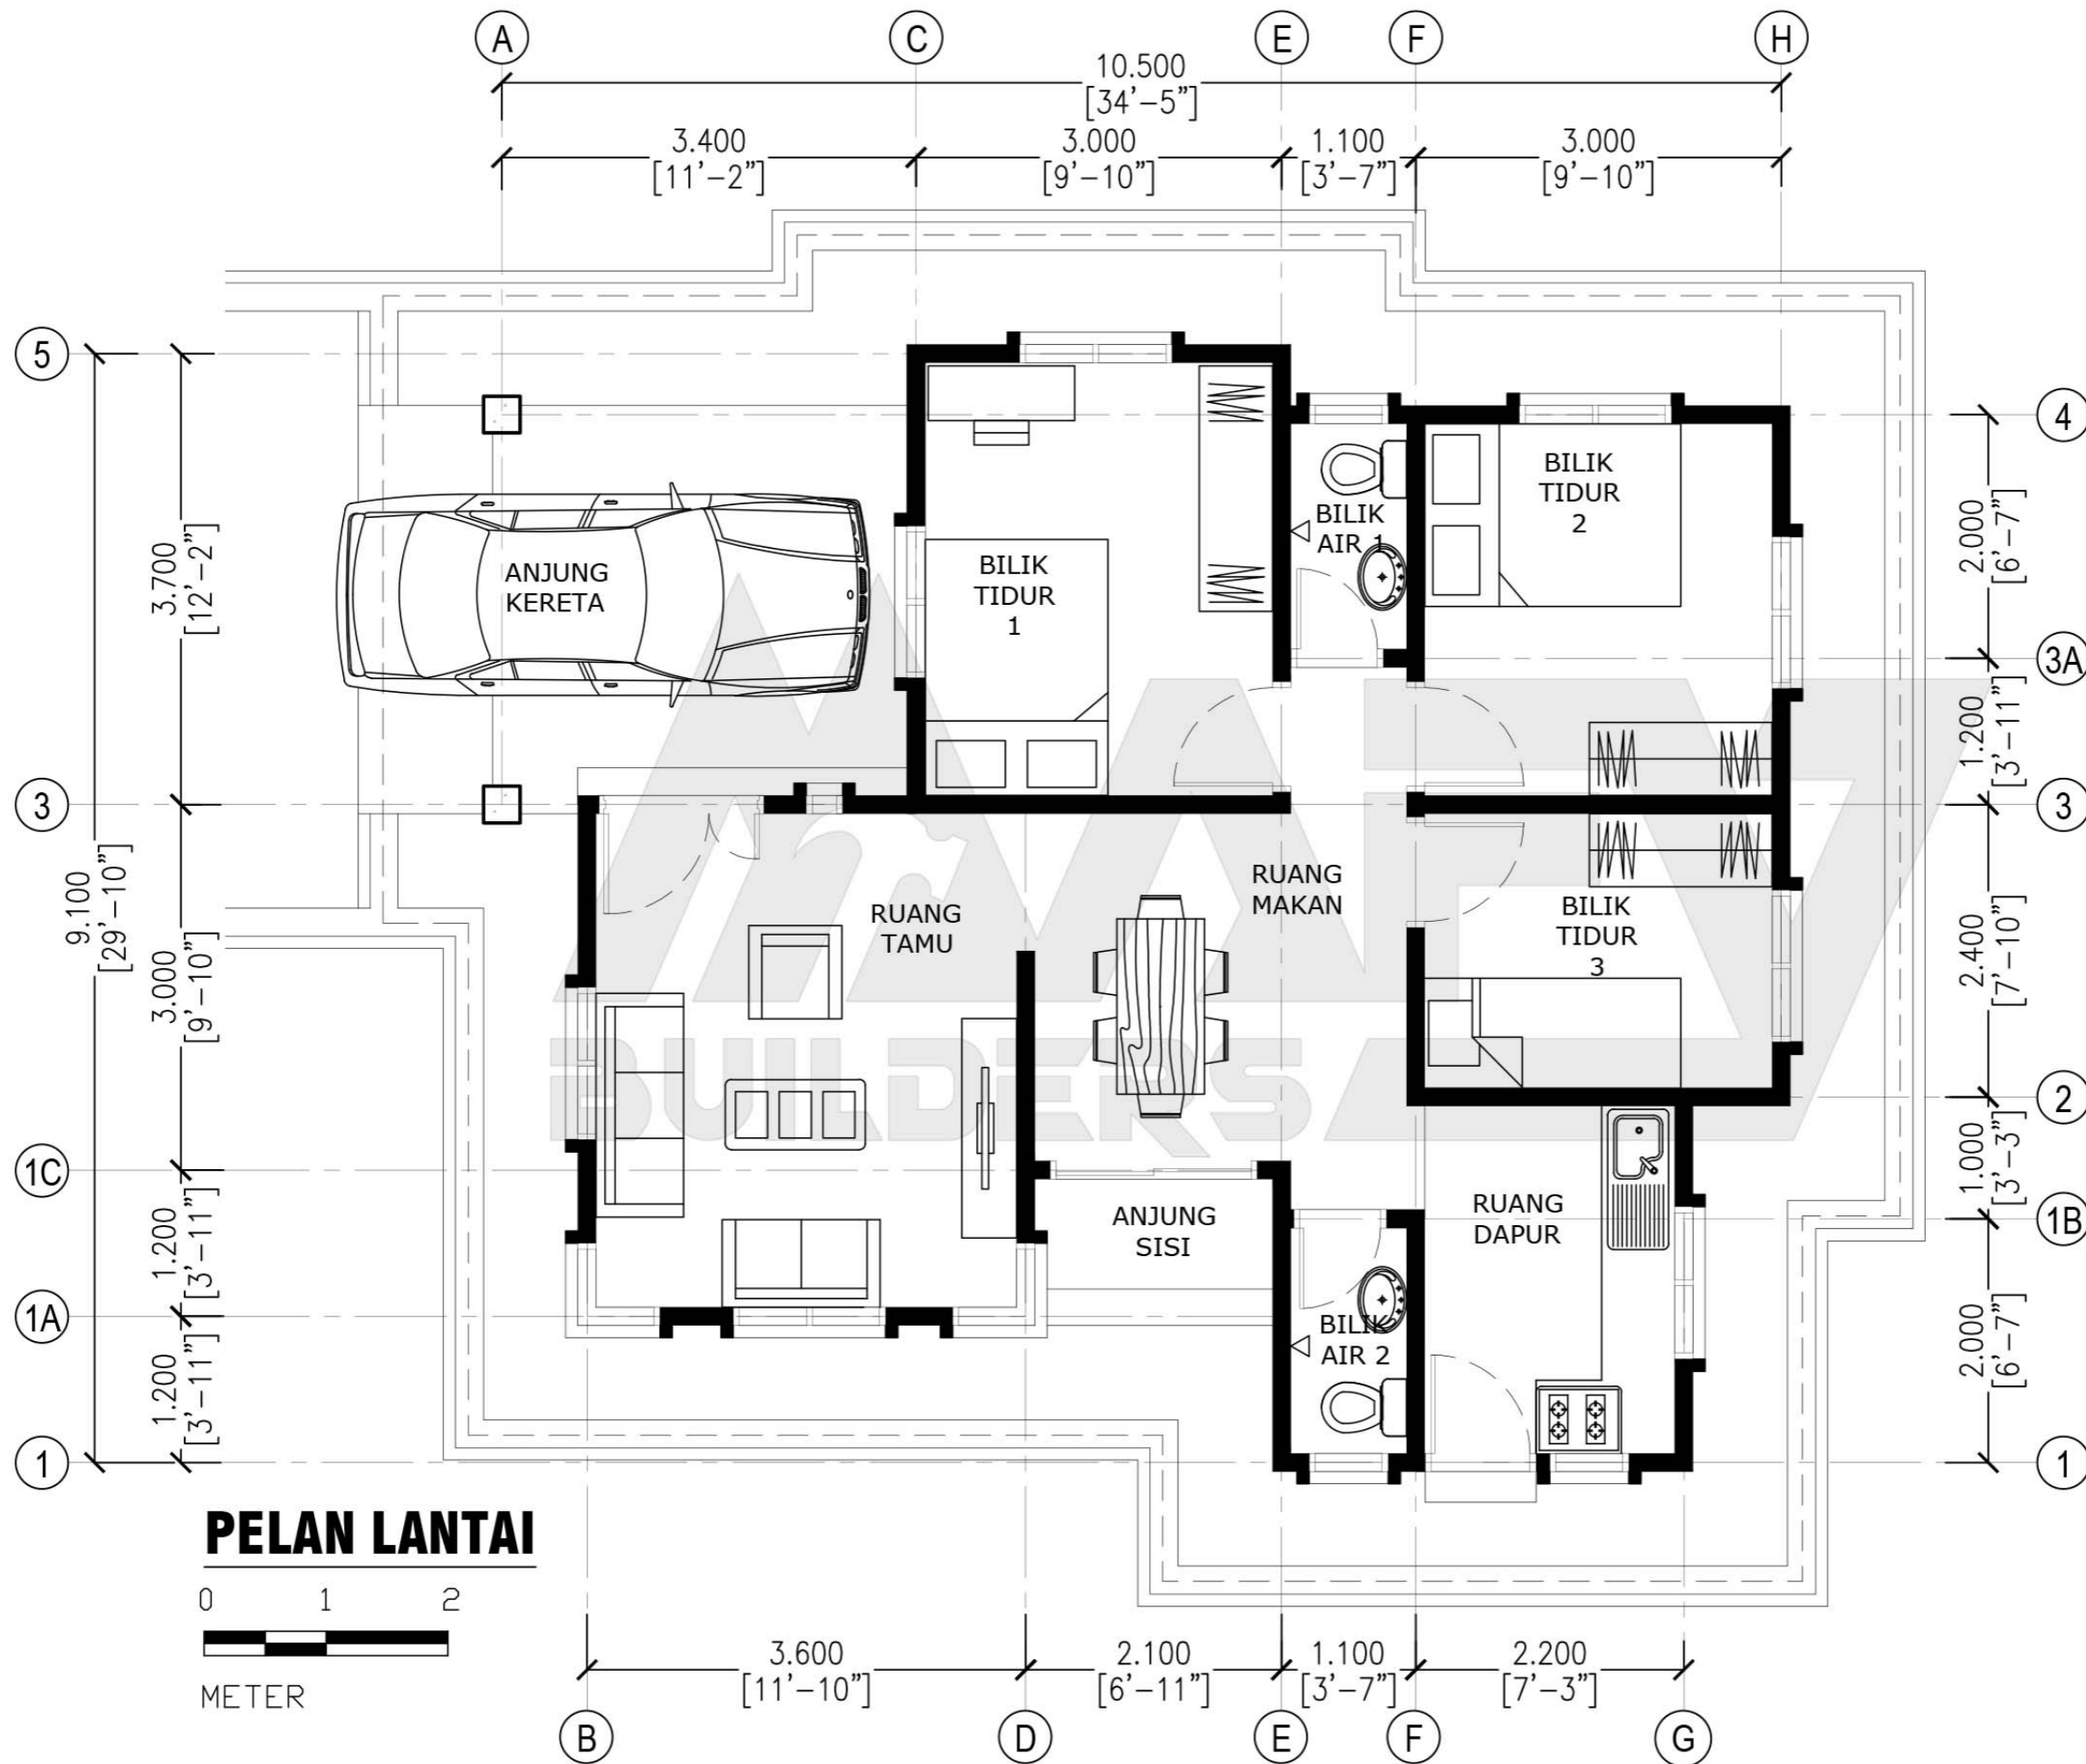 A
C
E
F
H
10.500
[34'-5"]
3.400
[11'-2"]
3.000
[9'-10"]
1.100
[3'-7"]
3.000
[9'-10"]
5
3
1C
1A
1
9.100
[29'-10"]
3.700
[12'-2"]
3.000
[9'-10"]
1.200
[3'-11"]
1.200
[3'-11"]
4
3A
3
2
1B
1
2.000
[6'-7"]
1.200
[3'-11"]
2.400
[7'-10"]
1.000
[3'-3"]
2.000
[6'-7"]
ANJUNG
KERETA
BILIK
TIDUR
1
BILIK
AIR 1
BILIK
TIDUR
2
RUANG
TAMU
RUANG
MAKAN
BILIK
TIDUR
3
ANJUNG
SISI
RUANG
DAPUR
BILIK
AIR 2
BUILDERS
PELAN LANTAI
0 1 2
METER
3.600
[11'-10"]
2.100
[6'-11"]
1.100
[3'-7"]
2.200
[7'-3"]
B
D
E
F
G